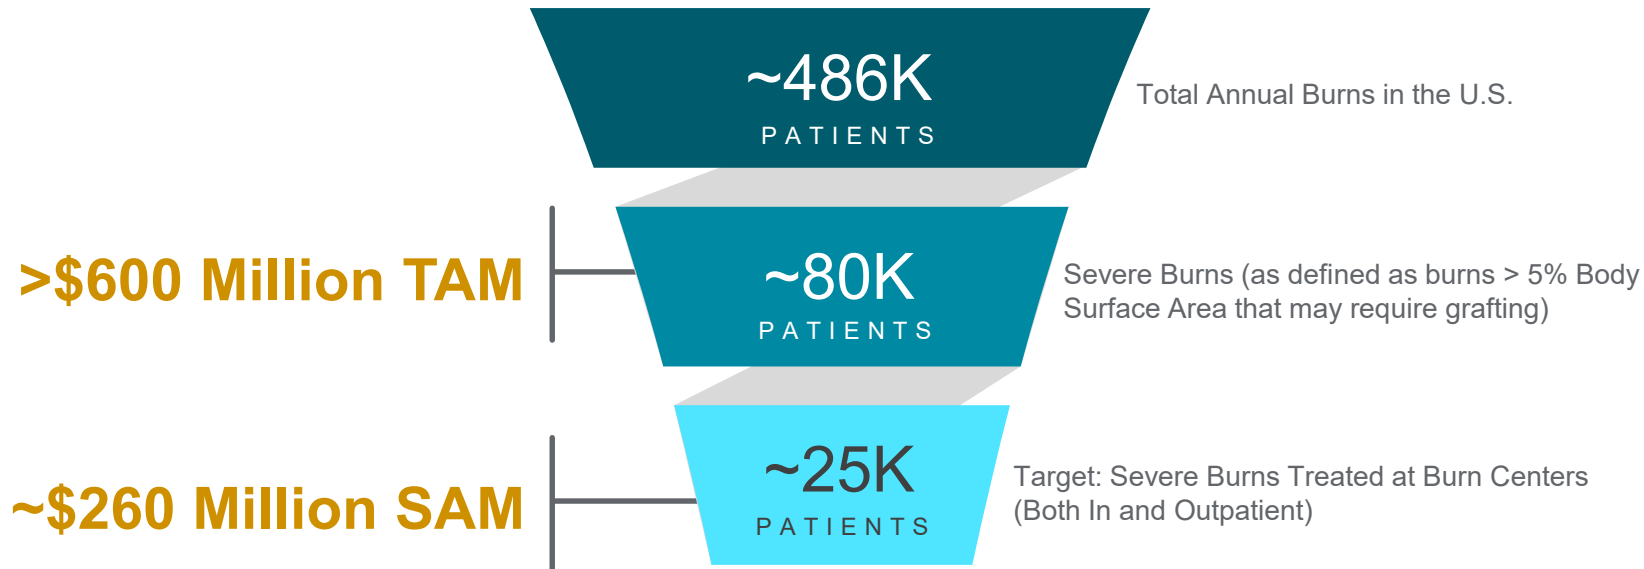 ~486K
PATIENTS
Total Annual Burns in the U.S.
>$600 Million TAM
~80K
PATIENTS
Severe Burns (as defined as burns > 5% Body
Surface Area that may require grafting)
~$260 Million SAM
~25K
PATIENTS
Target: Severe Burns Treated at Burn Centers
(Both In and Outpatient)